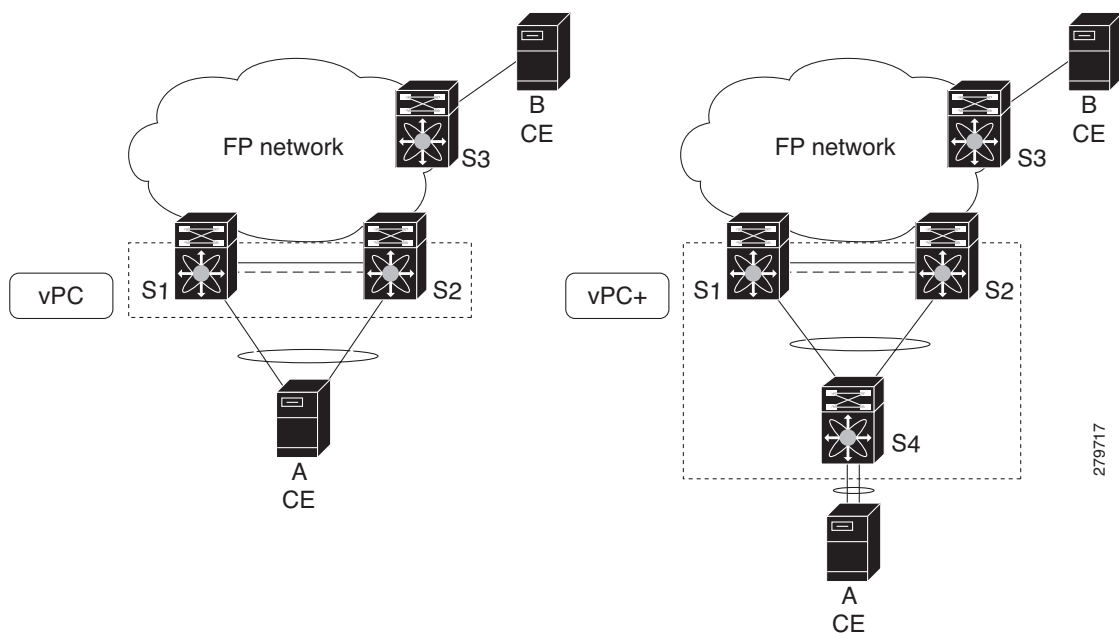 B
CE
FP network
S3
S1
S2
vPC
A
CE
B
CE
FP network
S3
S1
S2
vPC+
S4
A
CE
279717